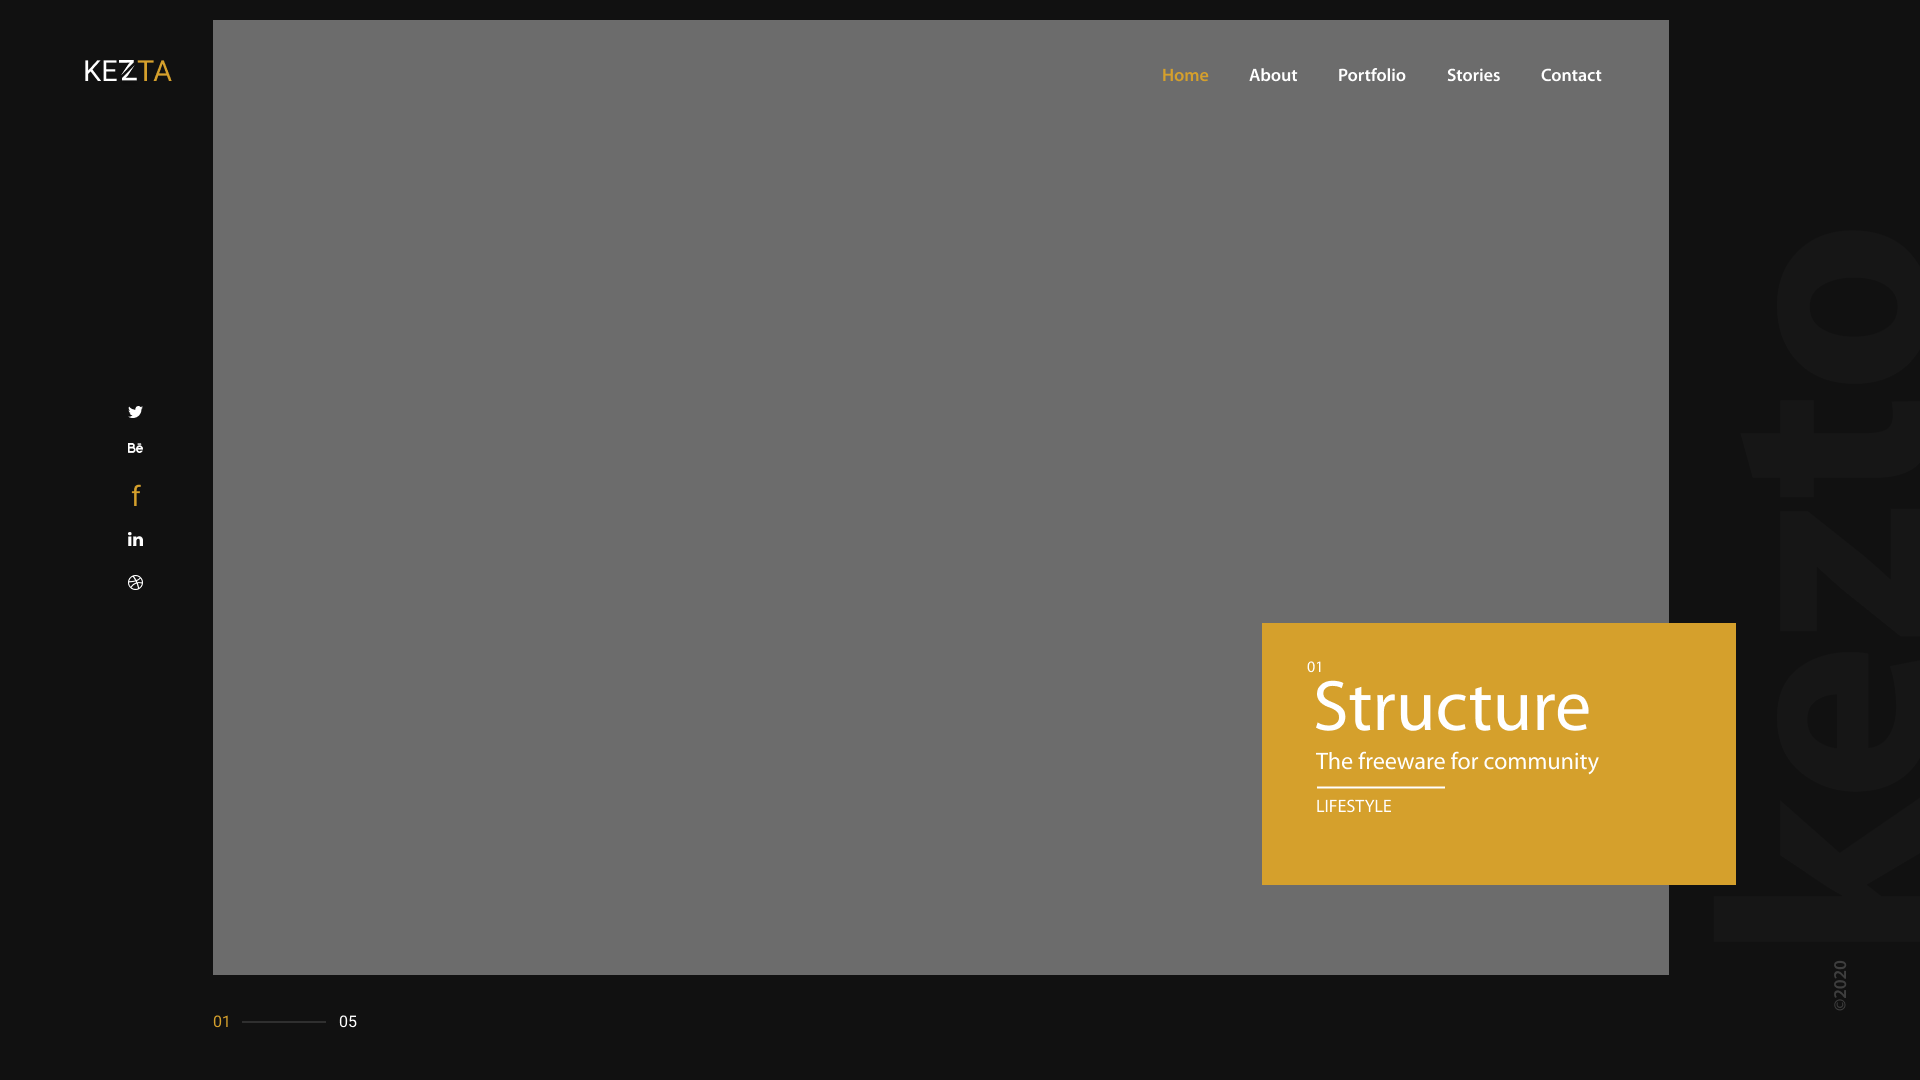 KEZTA
Home About Portfolio Stories Contact
Bē
f
in
01
Structure
The freeware for community
LIFESTYLE
kezto
©2020
01 05